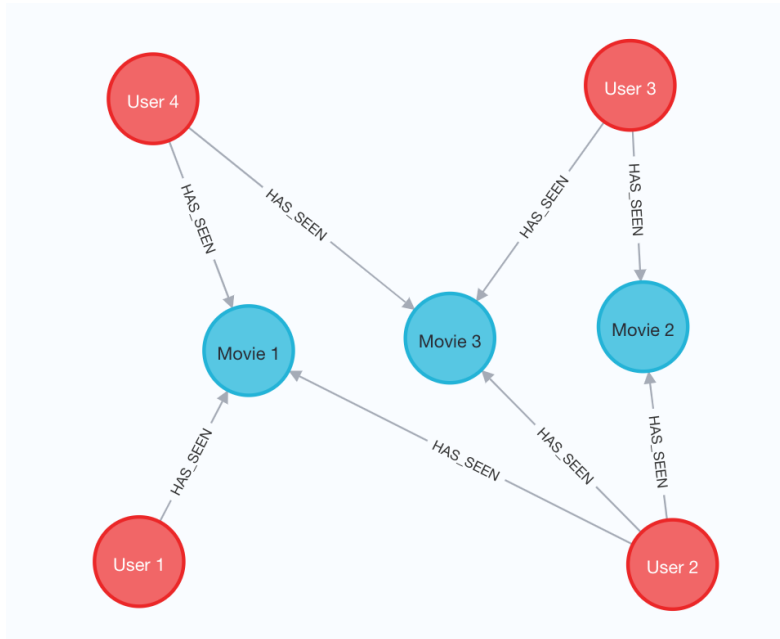 User 4
User 3
HAS_SEEN
HAS_SEEN
HAS_SEEN
HAS_SEEN
Movie 1
Movie 3
Movie 2
HAS_SEEN
HAS_SEEN
HAS_SEEN
HAS_SEEN
User 1
User 2